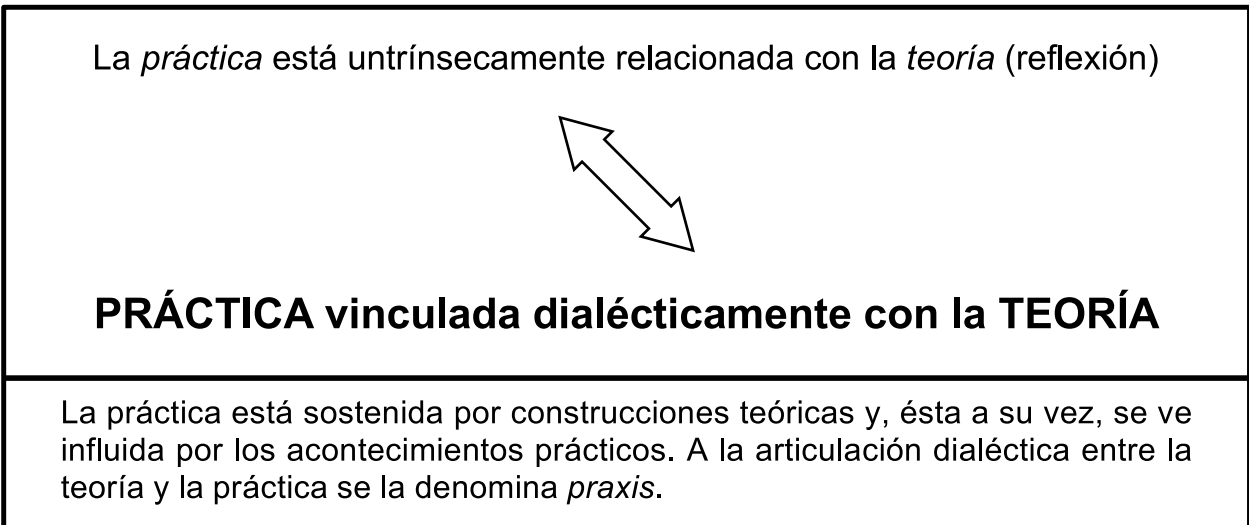 La práctica está untrínsecamente relacionada con la teoría (reflexión)
PRÁCTICA vinculada dialécticamente con la TEORÍA
La práctica está sostenida por construcciones teóricas y, ésta a su vez, se ve
influida por los acontecimientos prácticos. A la articulación dialéctica entre la
teoría y la práctica se la denomina praxis.